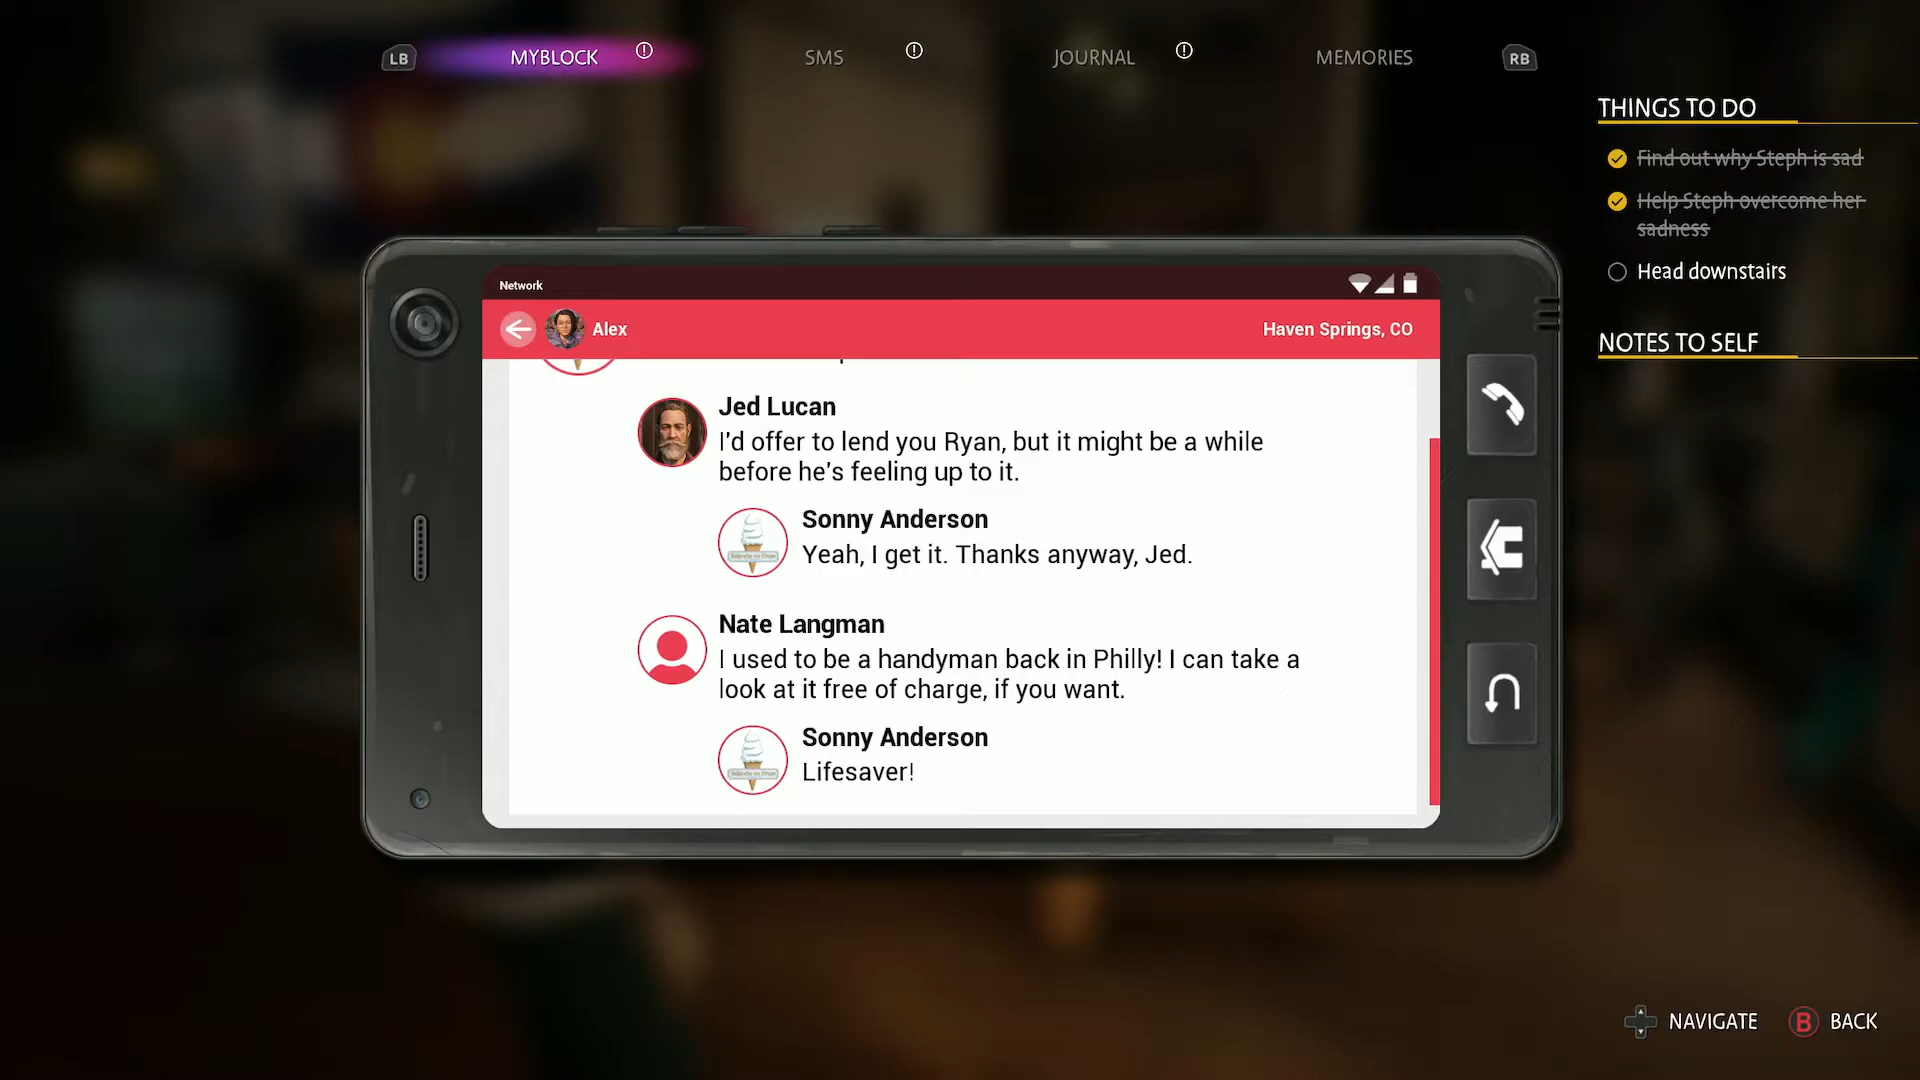 LB
MYBLOCK
SMS
JOURNAL
MEMORIES
RB
THINGS TO DO
Find out why Steph is sad
Help Steph overcome her
sadness
Head downstairs
NOTES TO SELF
Network
Alex
Haven Springs, CO
Jed Lucan
I'd offer to lend you Ryan, but it might be a while
before he's feeling up to it.
Sonny Anderson
Yeah, I get it. Thanks anyway, Jed.
Nate Langman
I used to be a handyman back in Philly! I can take a
look at it free of charge, if you want.
Sonny Anderson
Lifesaver!
NAVIGATE
B BACK